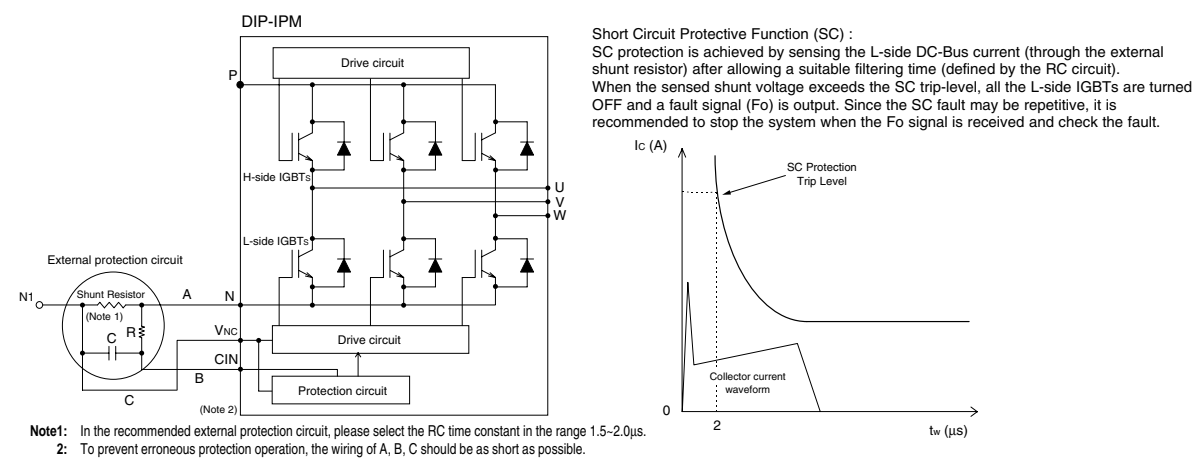 DIP-IPM
Drive circuit
P
H-side IGBTs
U
V
W
L-side IGBTs
External protection circuit
N1
Shunt Resistor
A
N
(Note 1)
R
C
VNC
Drive circuit
CIN
B
Protection circuit
C
(Note 2)
Short Circuit Protective Function (SC) :
SC protection is achieved by sensing the L-side DC-Bus current (through the external
shunt resistor) after allowing a suitable filtering time (defined by the RC circuit).
When the sensed shunt voltage exceeds the SC trip-level, all the L-side IGBTs are turned
OFF and a fault signal (Fo) is output. Since the SC fault may be repetitive, it is
recommended to stop the system when the Fo signal is received and check the fault.
IC (A)
SC Protection
Trip Level
Collector current
waveform
0
2
tw (μs)
Note1: In the recommended external protection circuit, please select the RC time constant in the range 1.5~2.0μs.
2: To prevent erroneous protection operation, the wiring of A, B, C should be as short as possible.